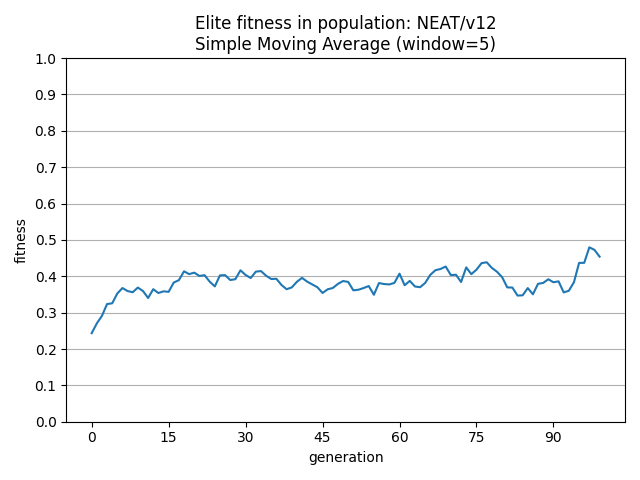 Elite fitness in population: NEAT/v12
Simple Moving Average (window=5)
1.0
0.9
0.8
0.7
0.6
0.5
0.4
0.3
0.2
0.1
0.0
fitness
0 15 30 45 60 75 90
generation